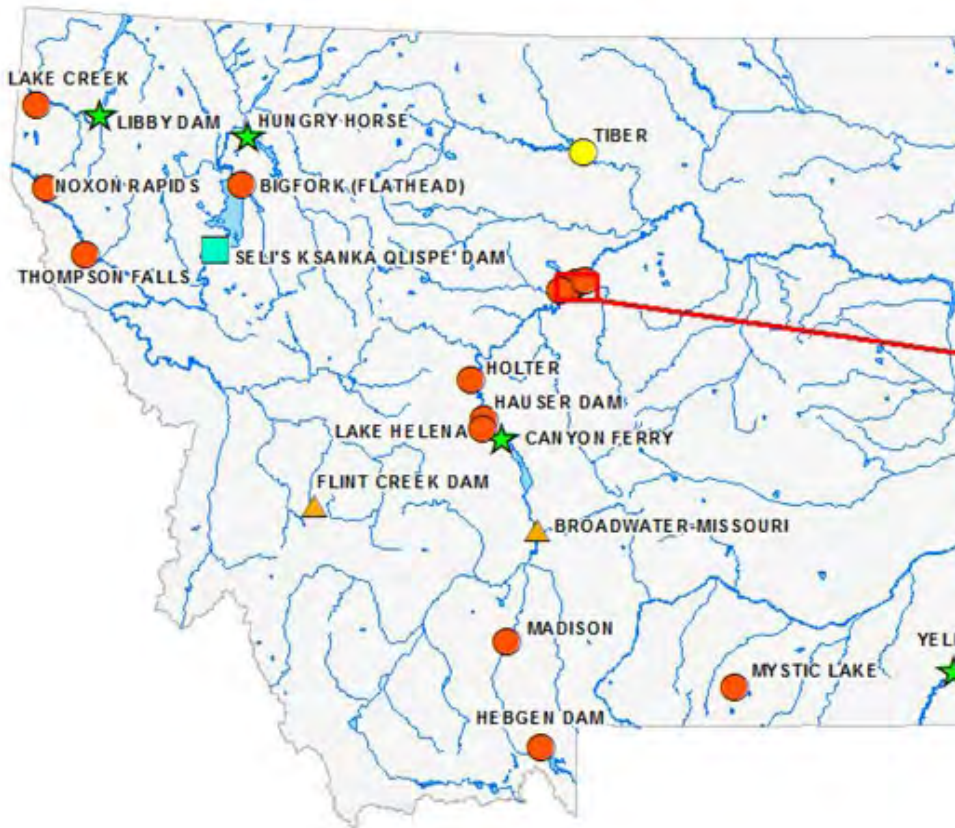 LAKE CREEK
LIBBY DAM
HUNGRY HORSE
TIBER
NOXON RAPIDS
BIGFORK (FLATHEAD)
SELI'S KSANKA QLISPE' DAM
THOMPSON FALLS
HOLTER
HAUSER DAM
LAKE HELENA
CANYON FERRY
FLINT CREEK DAM
BROADWATER-MISSOURI
MADISON
YELL
MYSTIC LAKE
HEBGEN DAM